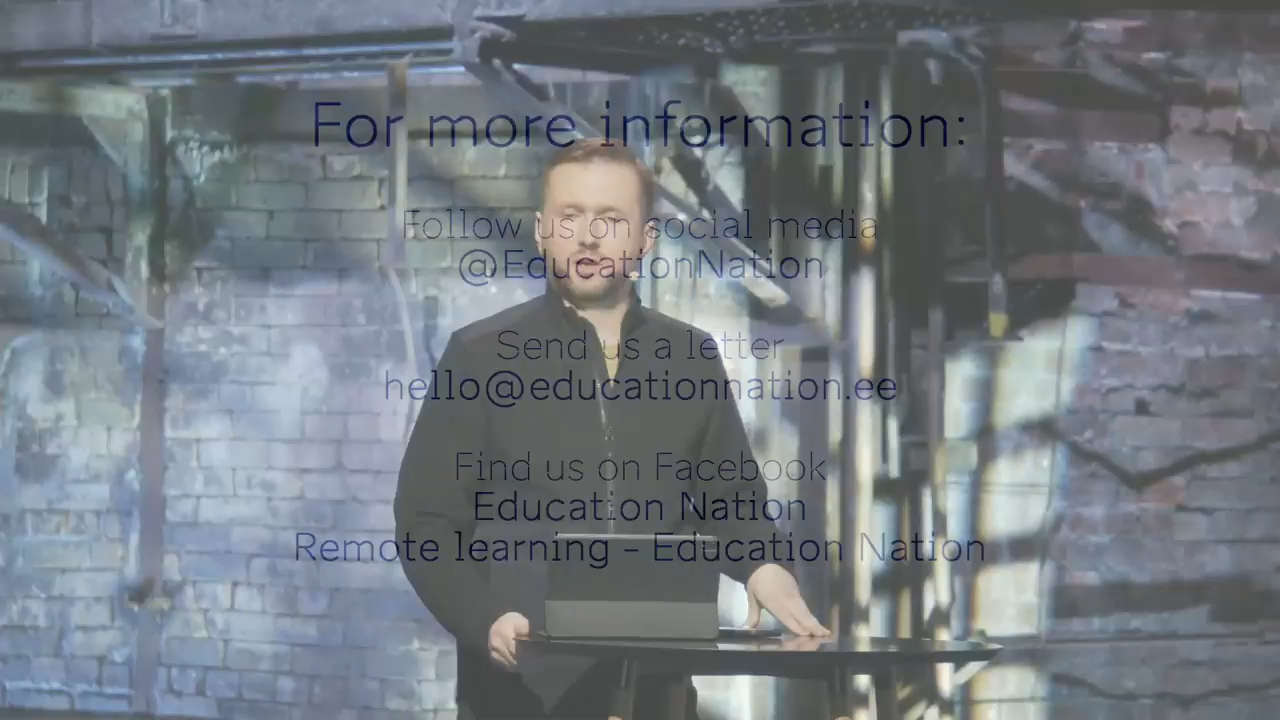 For more information:
Follow us on social media
@EducationNation
Send us a letter
hello@educationnation.ee
Find us on Facebook
Education Nation
Remote learning - Education Nation